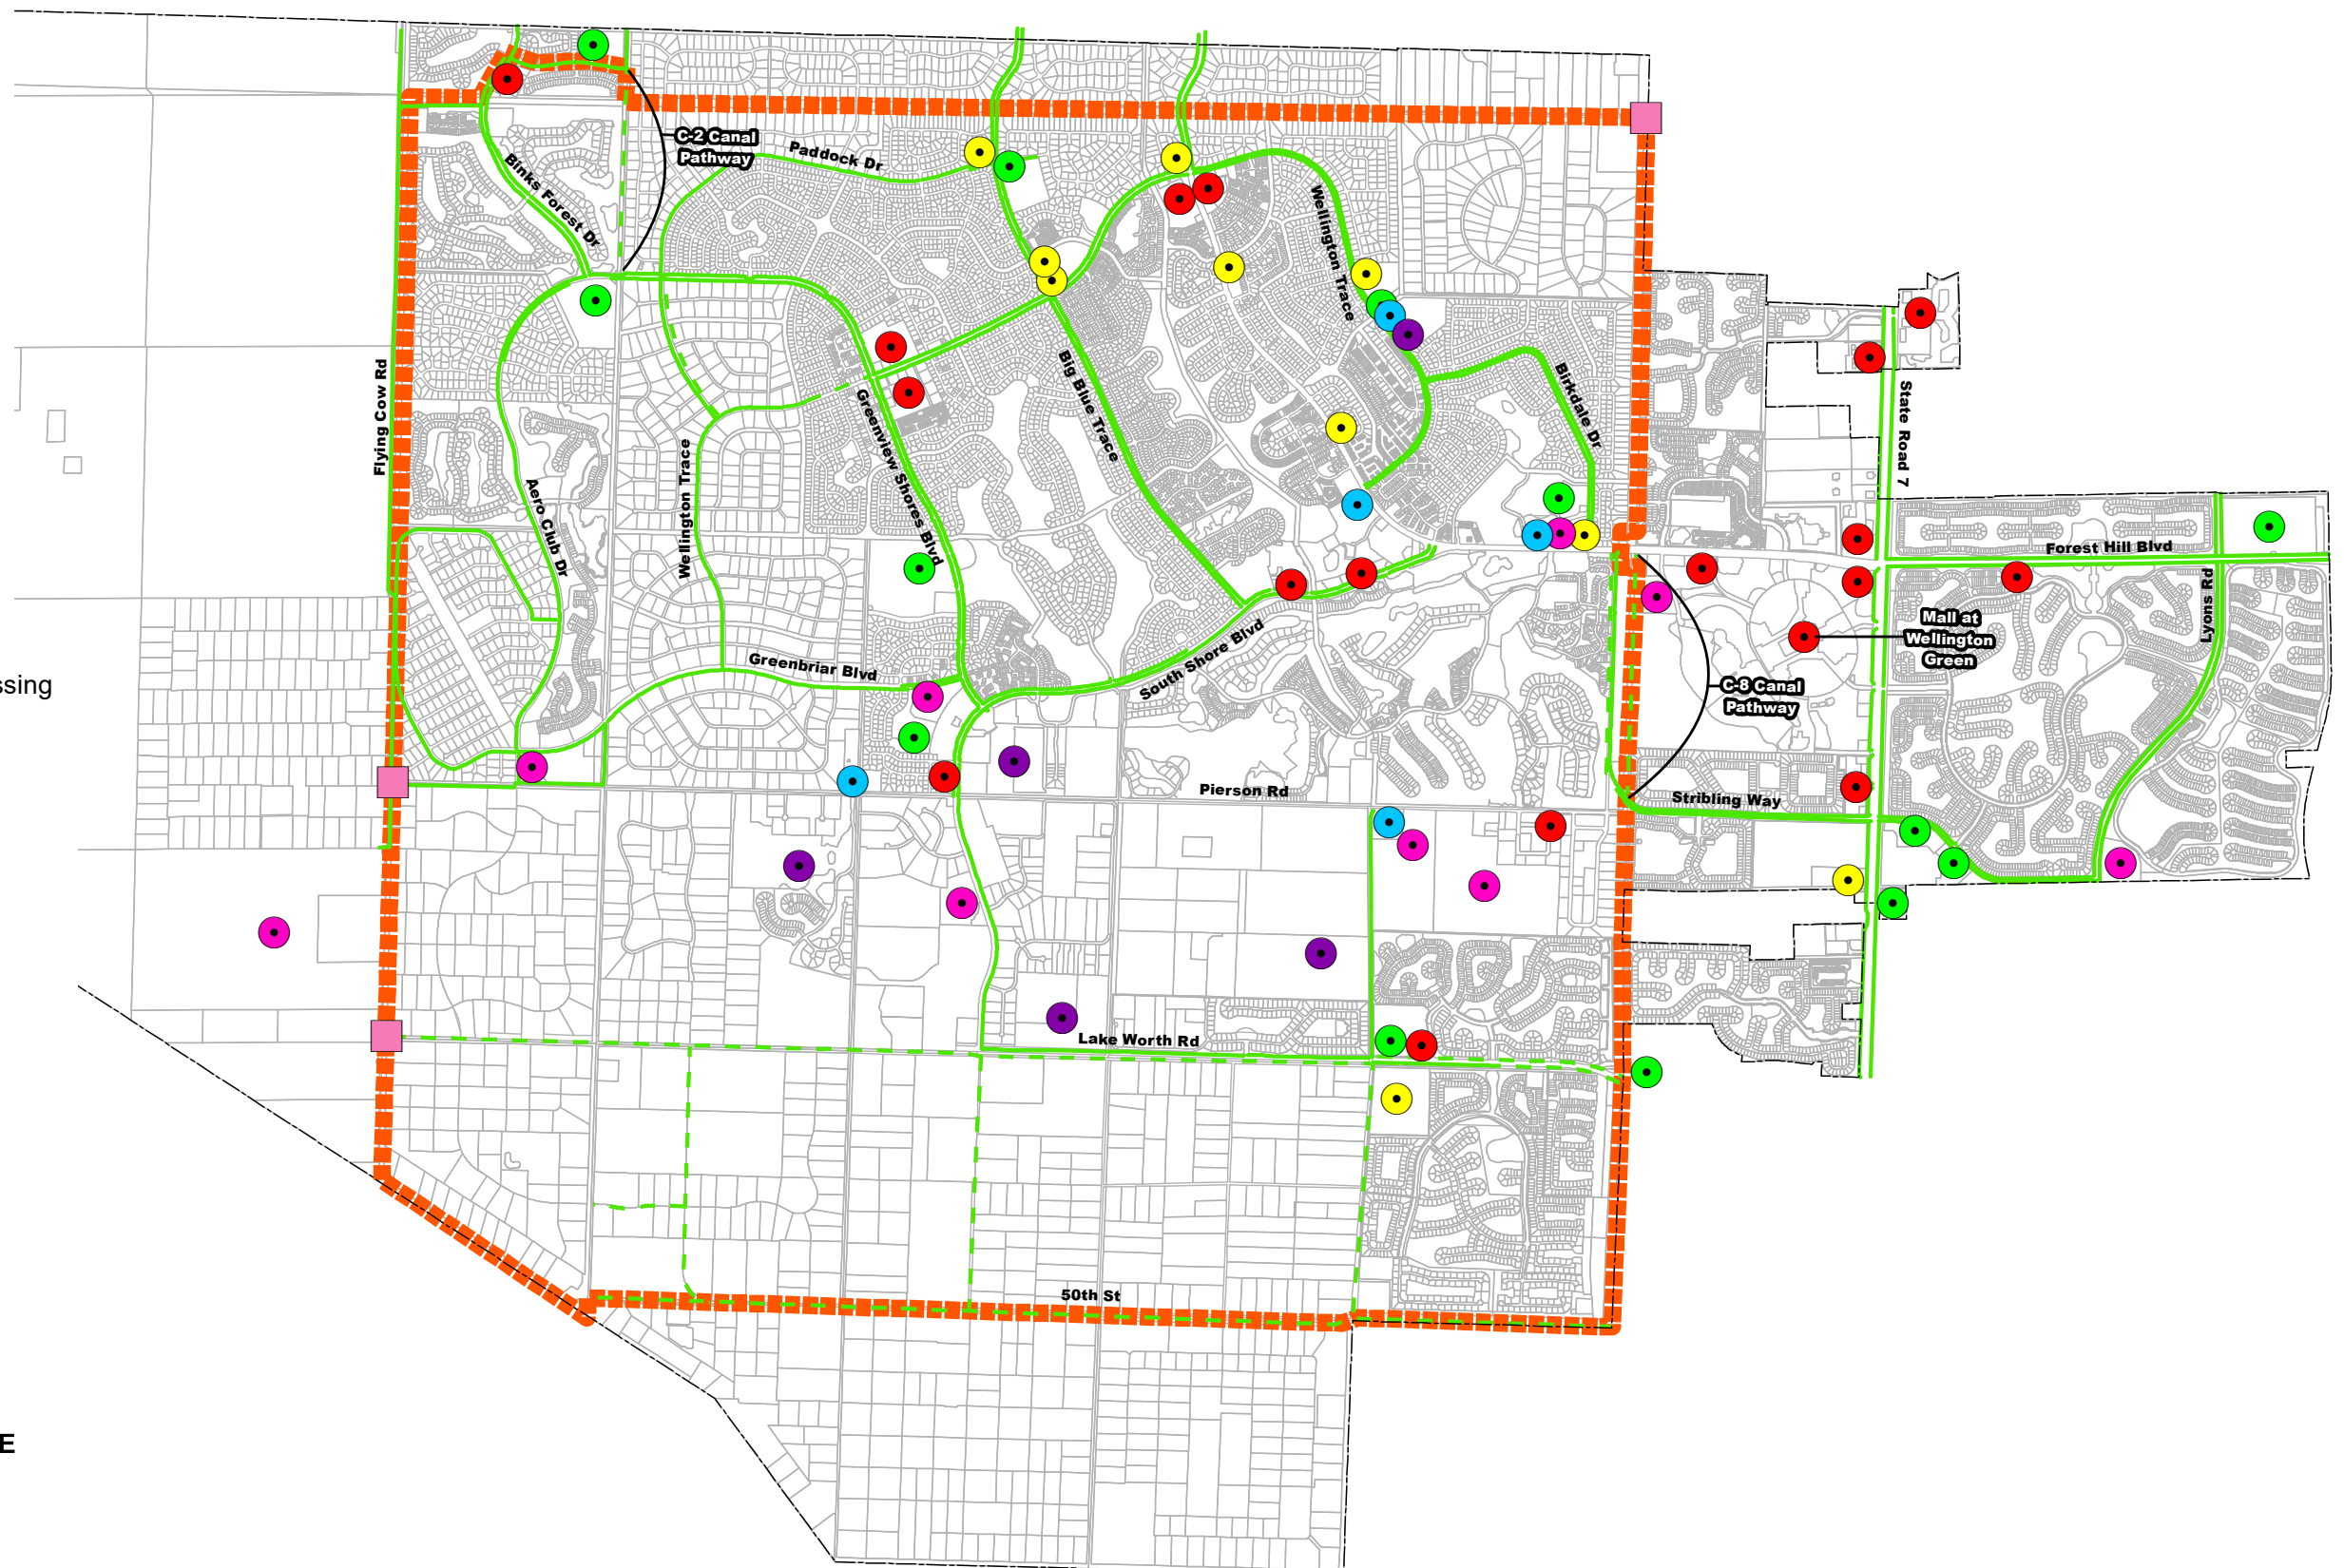 C-2 Canal
Pathway
Paddock Dr
Binks Forest Dr
Wellington Trace
Flying Cow Rd
Big Blue Trace
Birkdale Dr
State Road 7
Greenview Shores Blvd
Wellington Trace
Aero Club Dr
Forest Hill Blvd
Lyons Rd
Mall at
Wellington
Green
South Shore Blvd
Greenbriar Blvd
ssing
C-8 Canal
Pathway
Pierson Rd
Stribling Way
Lake Worth Rd
50th St
E